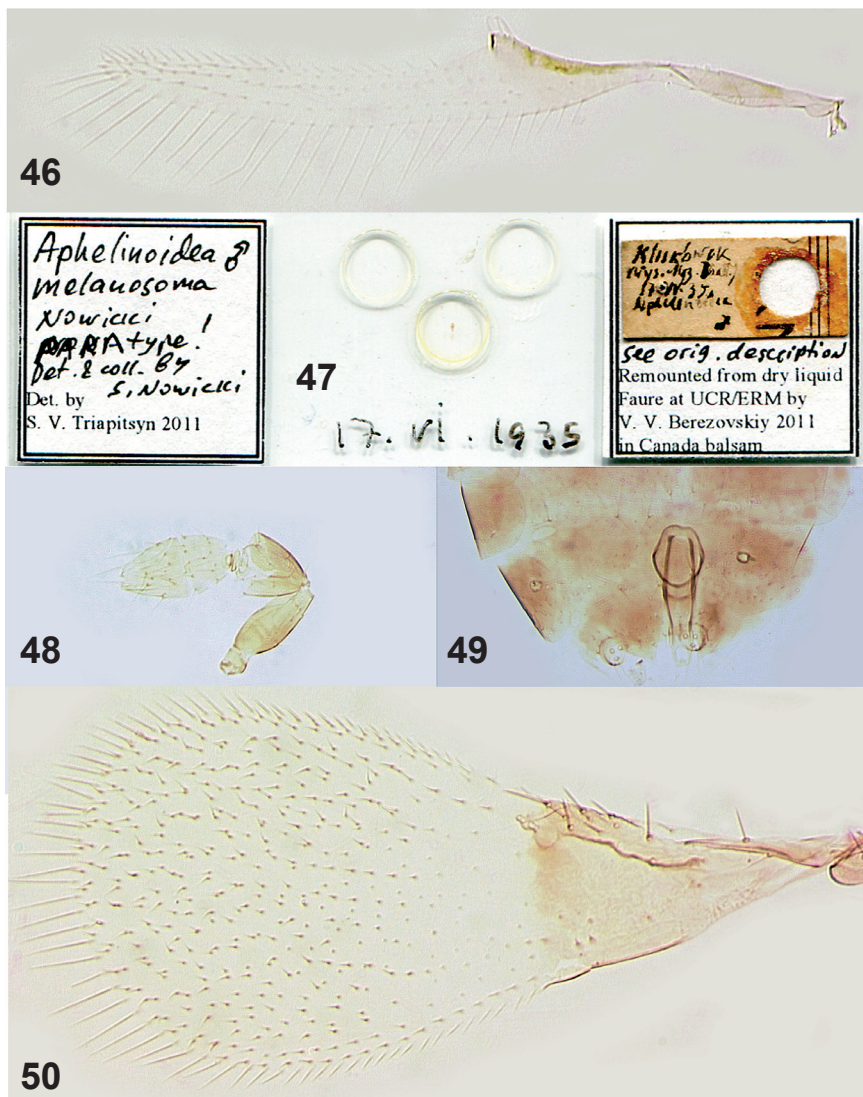 46
Aphelinoidea ♂
melanosoma
Nowicki
type!
Det. & coll. By
S. Nowicki
Det. by
S. V. Triapitsyn 2011
47
17. vi. 1935
♂
see orig. description
Remounted from dry liquid
Faure at UCR/ERM by
V. V. Berezovskiy 2011
in Canada balsam
48
49
50